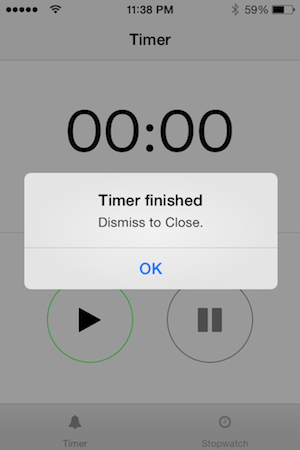 11:38 PM
59%
Timer
00:00
Timer finished
Dismiss to Close.
OK
Timer
Stopwatch